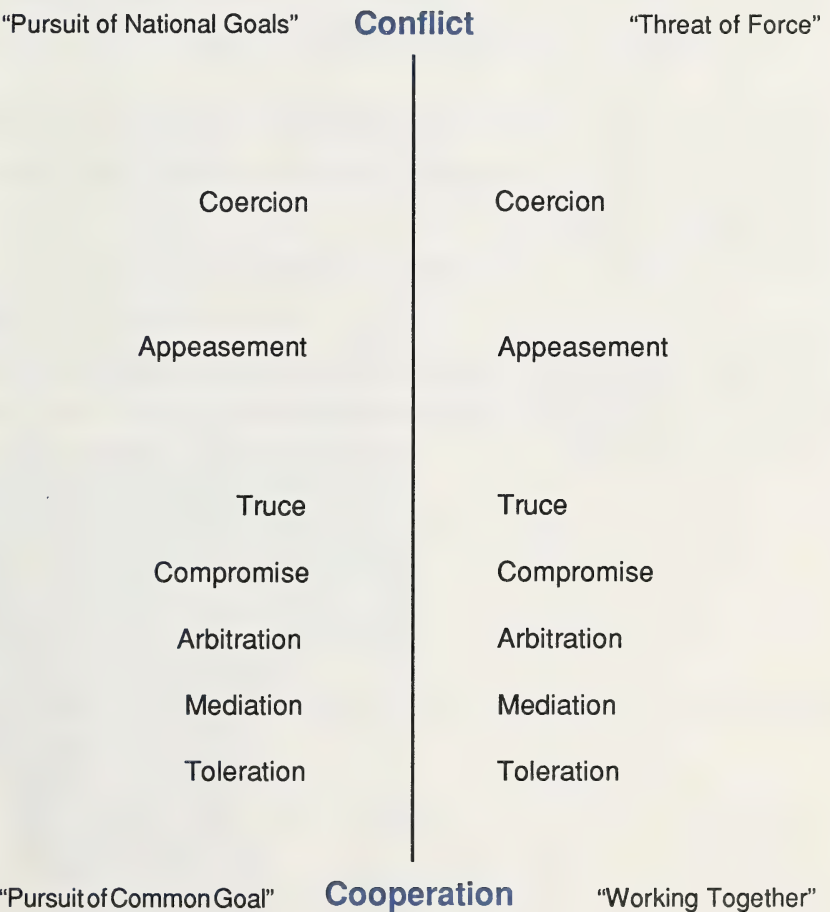 “Pursuit of National Goals” Conflict “Threat of Force”
Coercion Coercion
Appeasement Appeasement
Truce Truce
Compromise Compromise
Arbitration Arbitration
Mediation Mediation
Toleration Toleration
“Pursuit of Common Goal” Cooperation “Working Together”